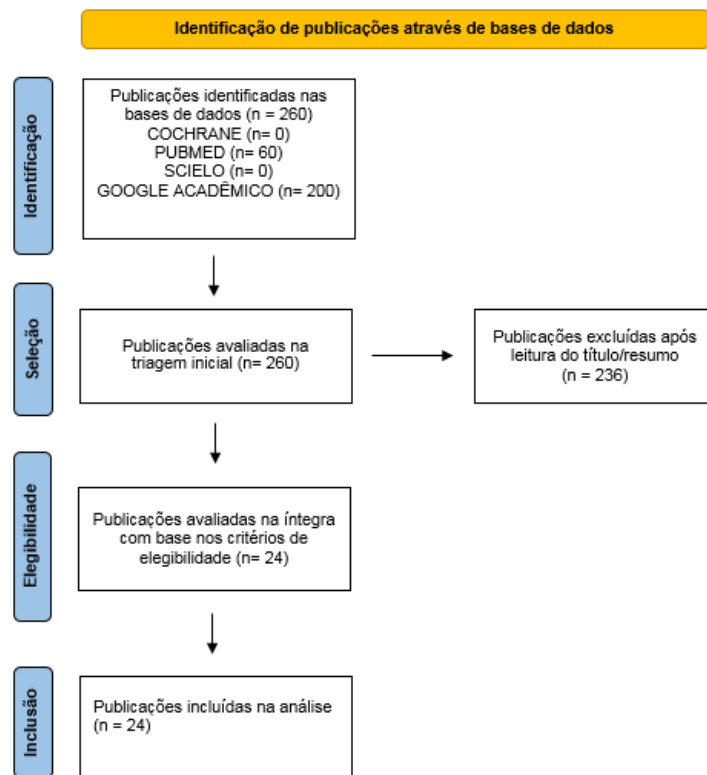 Identificação de publicações através de bases de dados
Identificação
Publicações identificadas nas
bases de dados (n = 260)
COCHRANE (n= 0)
PUBMED (n= 60)
SCIELO (n= 0)
GOOGLE ACADÊMICO (n= 200)
Seleção
Publicações avaliadas na
triagem inicial (n= 260)
Publicações excluídas após
leitura do título/resumo
(n = 236)
Elegibilidade
Publicações avaliadas na íntegra
com base nos critérios de
elegibilidade (n= 24)
Inclusão
Publicações incluídas na análise
(n = 24)